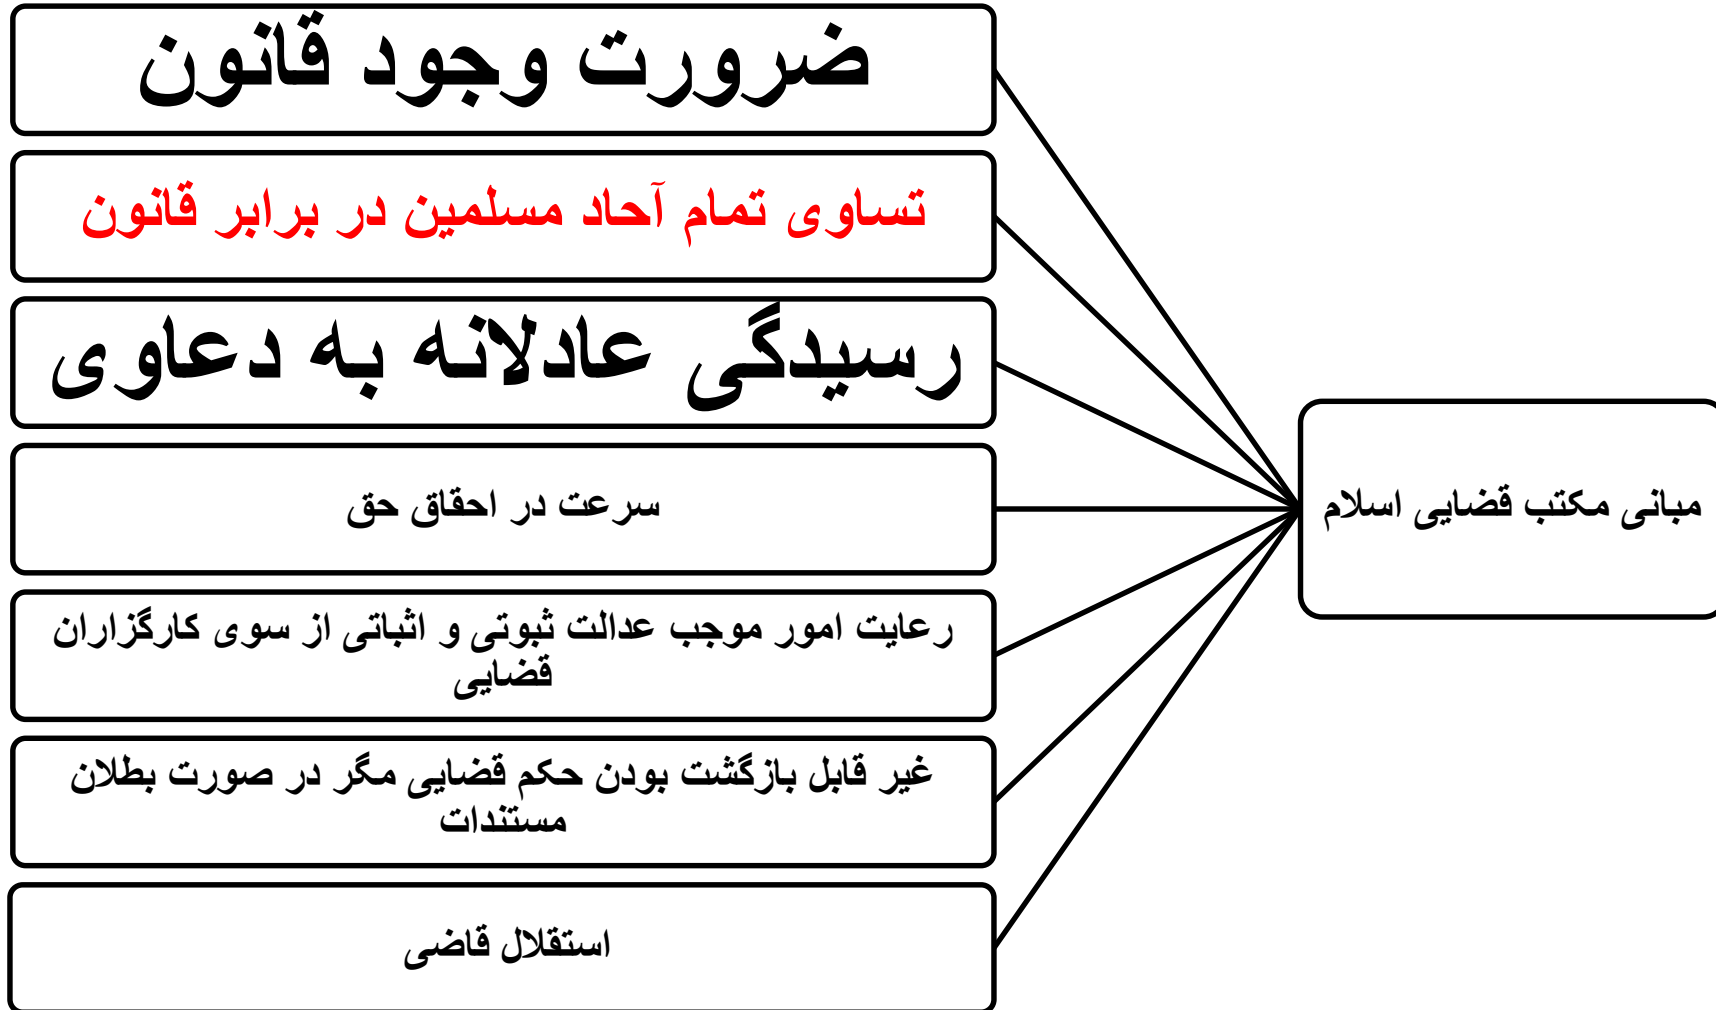 مبانی مکتب قضایی اسلام
ضرورت وجود قانون
تساوی تمام آحاد مسلمین در برابر قانون
رسیدگی عادلانه به دعاوی
سرعت در احقاق حق
رعایت امور موجب عدالت ثبوتی و اثباتی از سوی کارگزاران
قضایی
غیر قابل بازگشت بودن حکم قضایی مگر در صورت بطلان
مستندات
استقلال قاضی